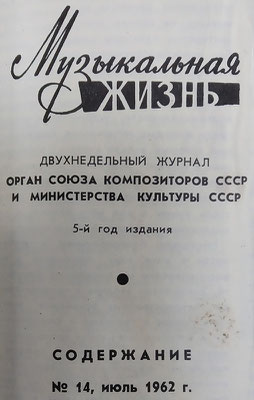 Музыкальная
ЖИЗНЬ
ДВУХНЕДЕЛЬНЫЙ ЖУРНАЛ
ОРГАН СОЮЗА КОМПОЗИТОРОВ СССР
И МИНИСТЕРСТВА КУЛЬТУРЫ СССР
5-й год издания
СОДЕРЖАНИЕ
№ 14, июль 1962 г.